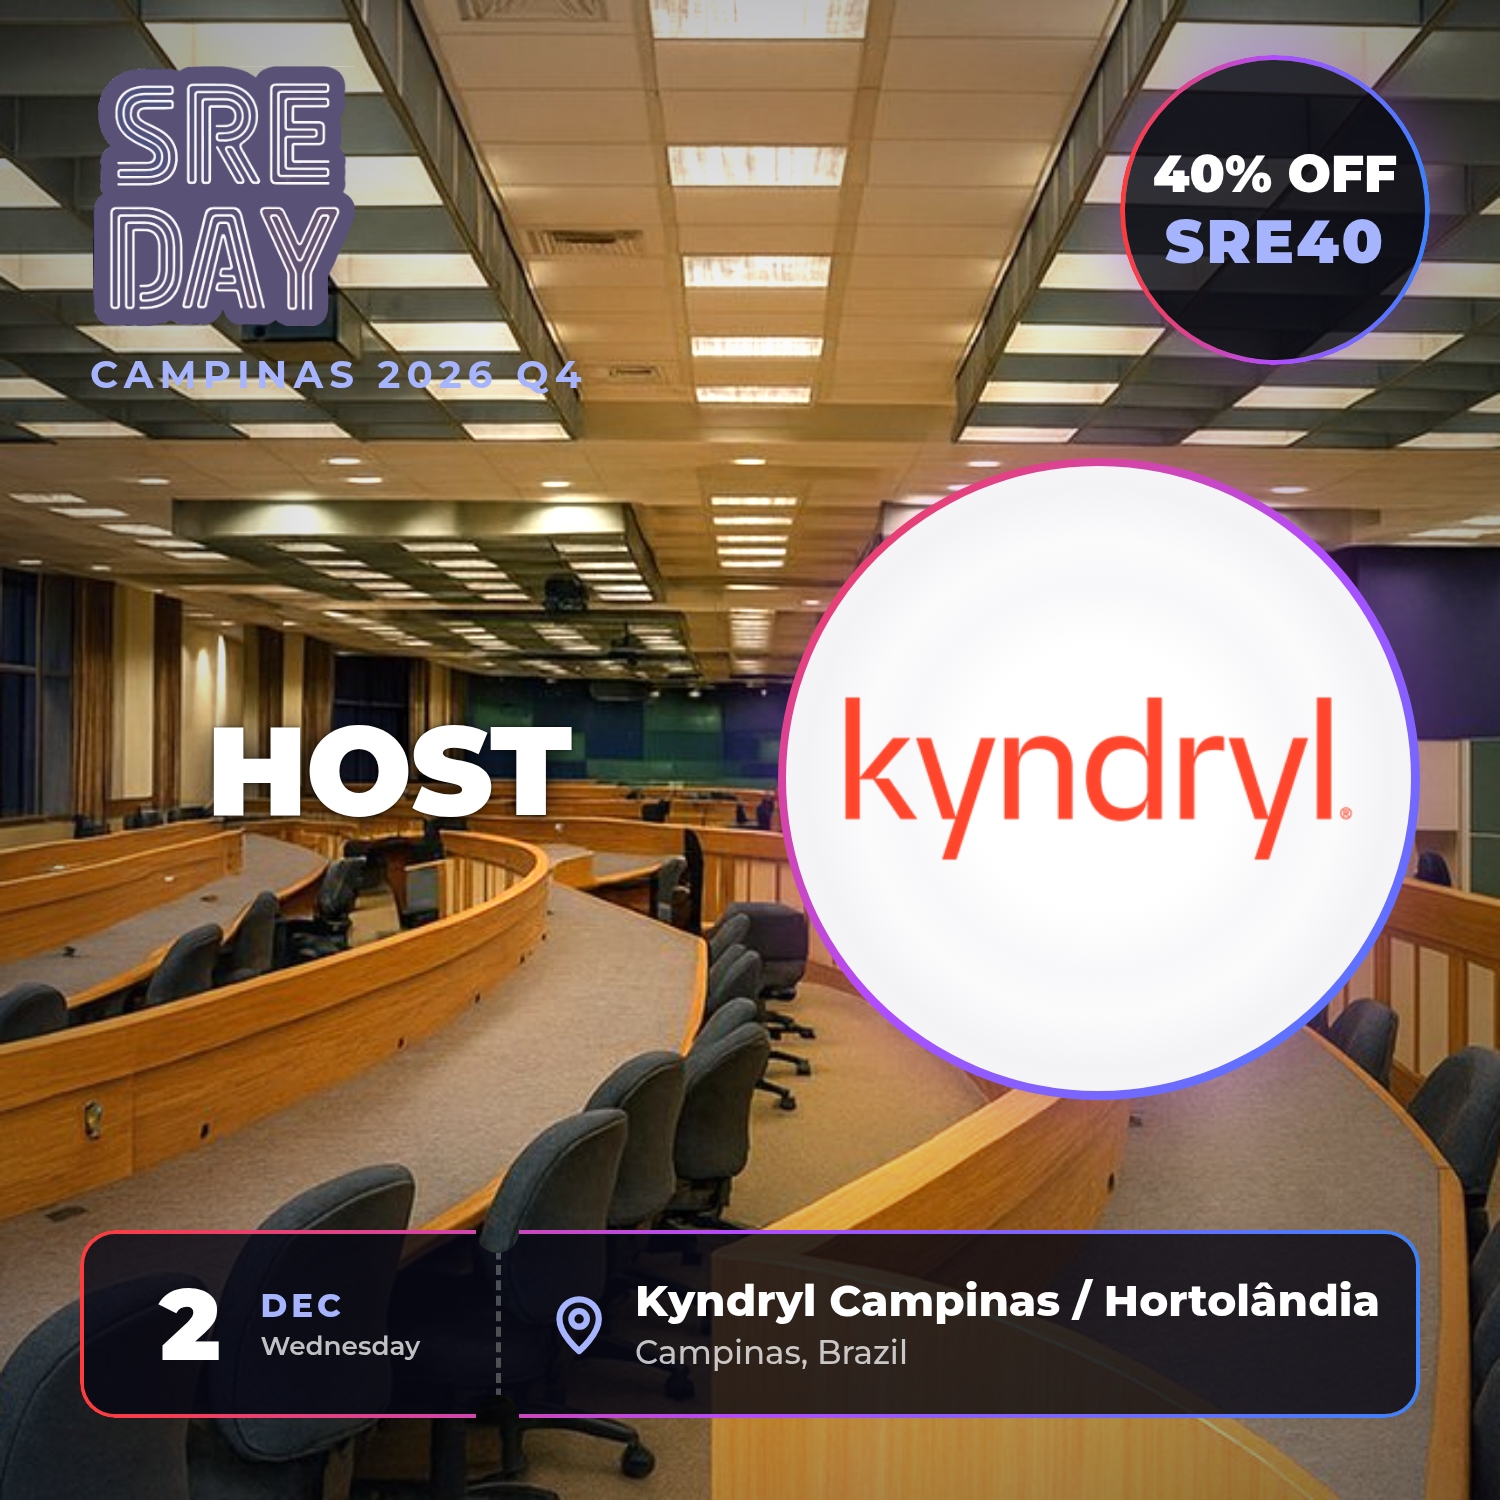 SRE
DAY
CAMPINAS 2026 Q4
40% OFF
SRE40
HOST
kyndryl®
2
DEC
Wednesday
Kyndryl Campinas / Hortolândia
Campinas, Brazil